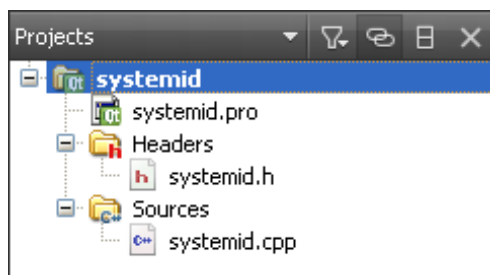 Projects
systemid
systemid.pro
Headers
systemid.h
Sources
systemid.cpp